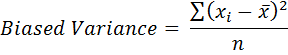 Biased Variance = ∑(xᵢ − x̄)² / n